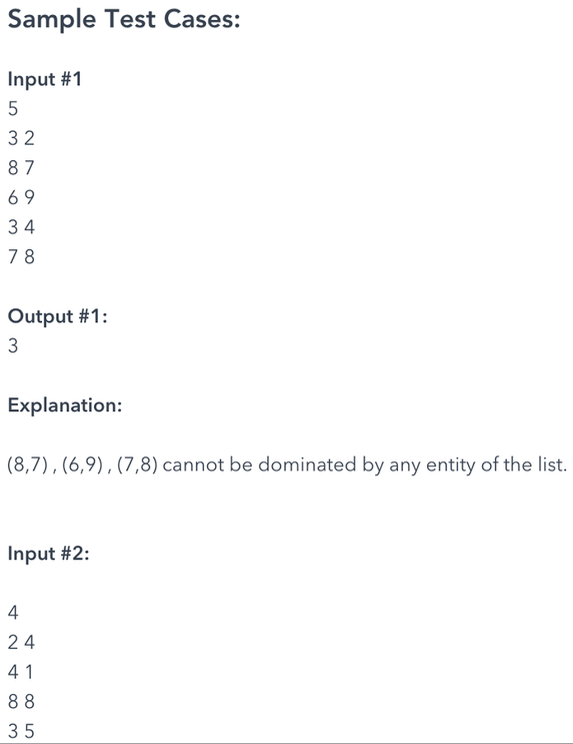 Sample Test Cases:
Input #1
5
3 2
8 7
6 9
3 4
7 8
Output #1:
3
Explanation:
(8,7) , (6,9) , (7,8) cannot be dominated by any entity of the list.
Input #2:
4
2 4
4 1
8 8
3 5